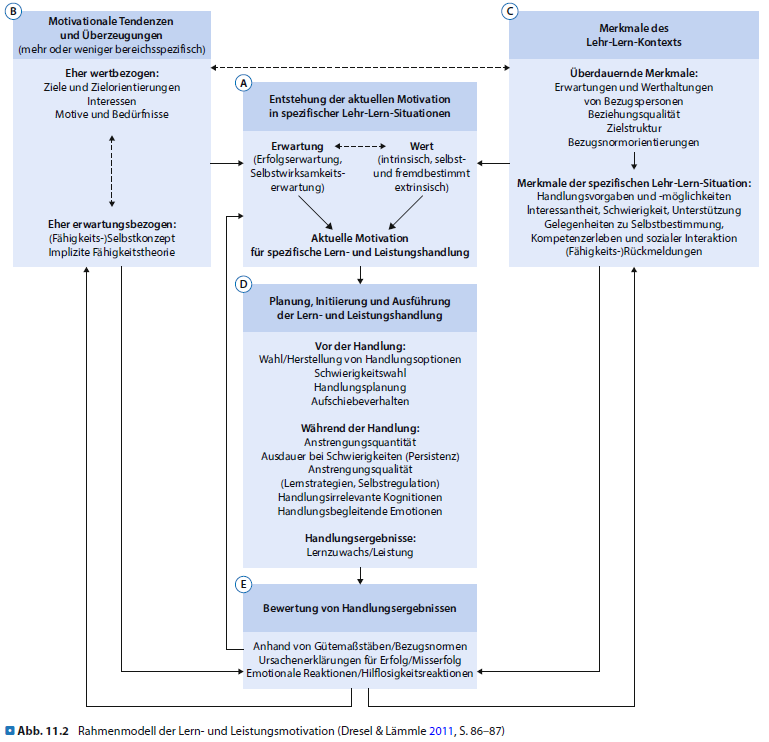 B
Motivationale Tendenzen
und Überzeugungen
(mehr oder weniger bereichsspezifisch)
Eher wertbezogen:
Ziele und Zielorientierungen
Interessen
Motive und Bedürfnisse
Eher erwartungsbezogen:
(Fähigkeits-)Selbstkonzept
Implizite Fähigkeitstheorie
A
Entstehung der aktuellen Motivation
in spezifischer Lehr-Lern-Situationen
Erwartung
(Erfolgserwartung,
Selbstwirksamkeits-
erwartung)
Wert
(intrinsisch, selbst-
und fremdbestimmt
extrinsisch)
Aktuelle Motivation
für spezifische Lern- und Leistungshandlung
C
Merkmale des
Lehr-Lern-Kontexts
Überdauernde Merkmale:
Erwartungen und Werthaltungen
von Bezugspersonen
Beziehungsqualität
Zielstruktur
Bezugsnormorientierungen
Merkmale der spezifischen Lehr-Lern-Situation:
Handlungsvorgaben und -möglichkeiten
Interessantheit, Schwierigkeit, Unterstützung
Gelegenheiten zu Selbstbestimmung,
Kompetenzerleben und sozialer Interaktion
(Fähigkeits-)Rückmeldungen
D
Planung, Initiierung und Ausführung
der Lern- und Leistungshandlung
Vor der Handlung:
Wahl/Herstellung von Handlungsoptionen
Schwierigkeitswahl
Handlungsplanung
Aufschiebeverhalten
Während der Handlung:
Anstrengungsquantität
Ausdauer bei Schwierigkeiten (Persistenz)
Anstrengungsqualität
(Lernstrategien, Selbstregulation)
Handlungsirrelevante Kognitionen
Handlungsbegleitende Emotionen
Handlungsergebnisse:
Lernzuwachs/Leistung
E
Bewertung von Handlungsergebnissen
Anhand von Gütemaßstäben/Bezugsnormen
Ursachenerklärungen für Erfolg/Misserfolg
Emotionale Reaktionen/Hilflosigkeitsreaktionen
Abb. 11.2 Rahmenmodell der Lern- und Leistungsmotivation (Dresel & Lämmle 2011, S. 86–87)